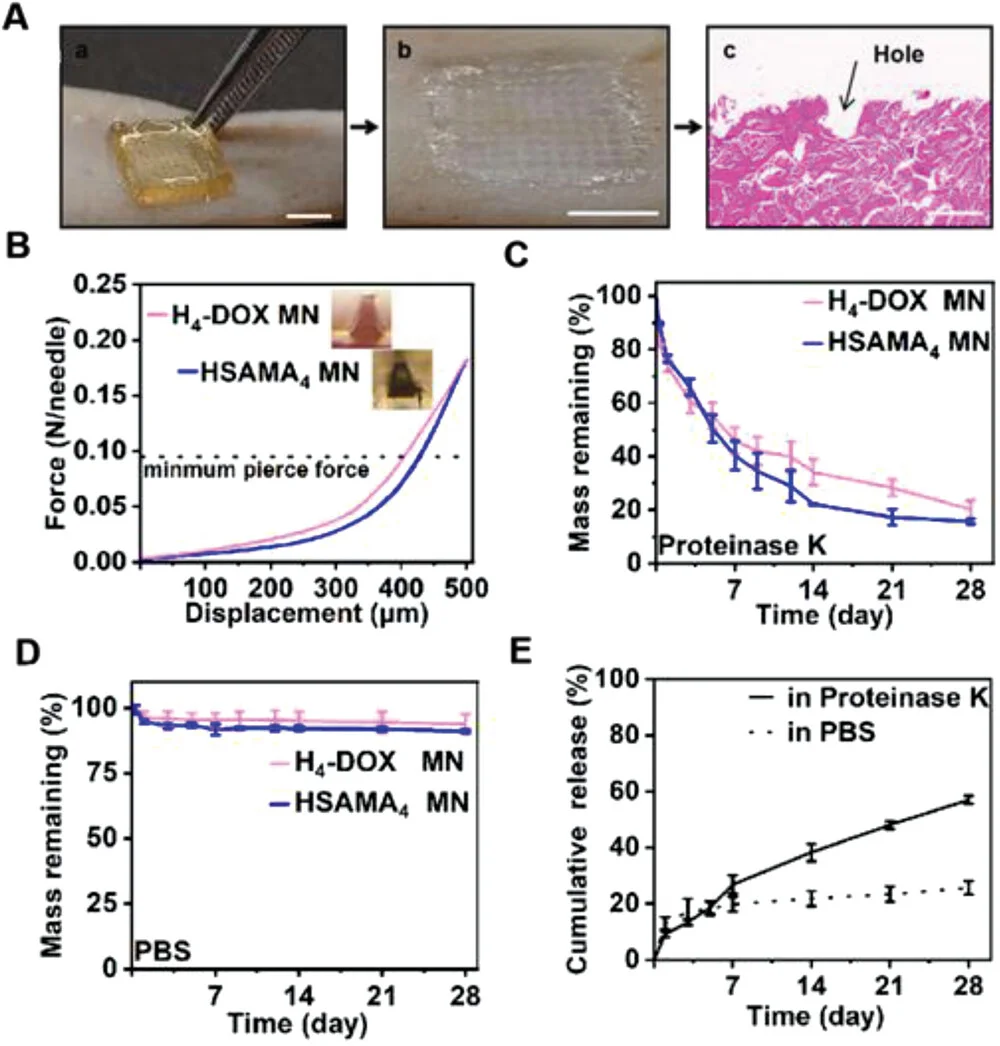 A
a
b
c
Hole
B
0.25
0.20
0.15
0.10
0.05
0.00
Force (N/needle)
H₄-DOX MN
HSAMA₄ MN
minmum pierce force
100 200 300 400 500
Displacement (μm)
C
100
80
60
40
20
0
Mass remaining (%)
H₄-DOX MN
HSAMA₄ MN
Proteinase K
7 14 21 28
Time (day)
D
100
75
50
25
0
Mass remaining (%)
H₄-DOX MN
HSAMA₄ MN
PBS
7 14 21 28
Time (day)
E
100
80
60
40
20
0
Cumulative release (%)
in Proteinase K
in PBS
7 14 21 28
Time (day)